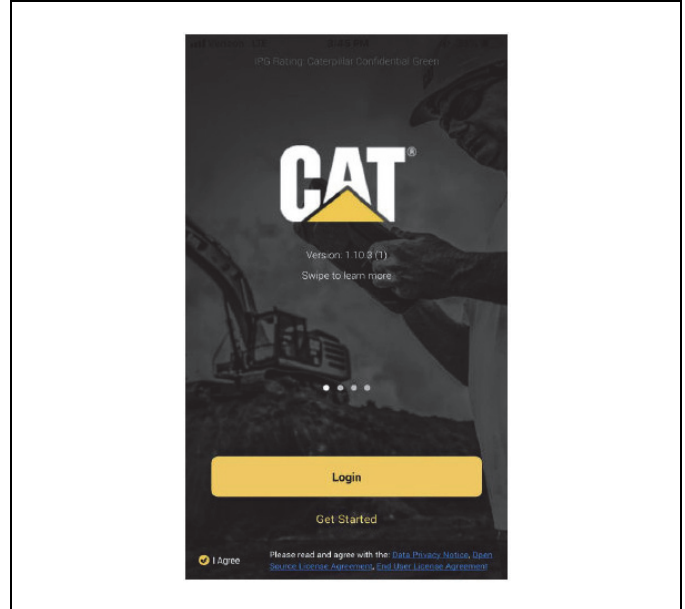 IPG Rating: Caterpillar Confidential Green
CAT®
Version: 1.10.3 (1)
Swipe to learn more
Login
Get Started
I Agree
Please read and agree with the: Data Privacy Notice, Open
Source License Agreement, End User License Agreement